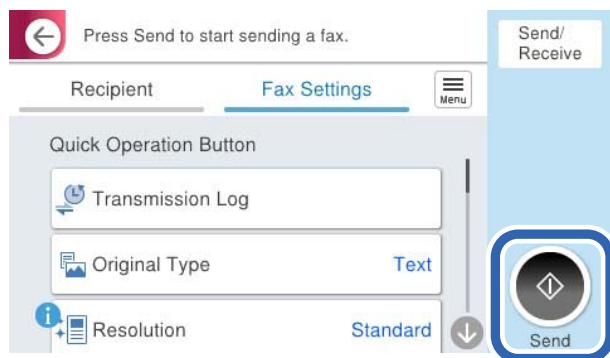 Press Send to start sending a fax.
Send/
Receive
Recipient
Fax Settings
Menu
Quick Operation Button
Transmission Log
Original Type
Text
Resolution
Standard
Send